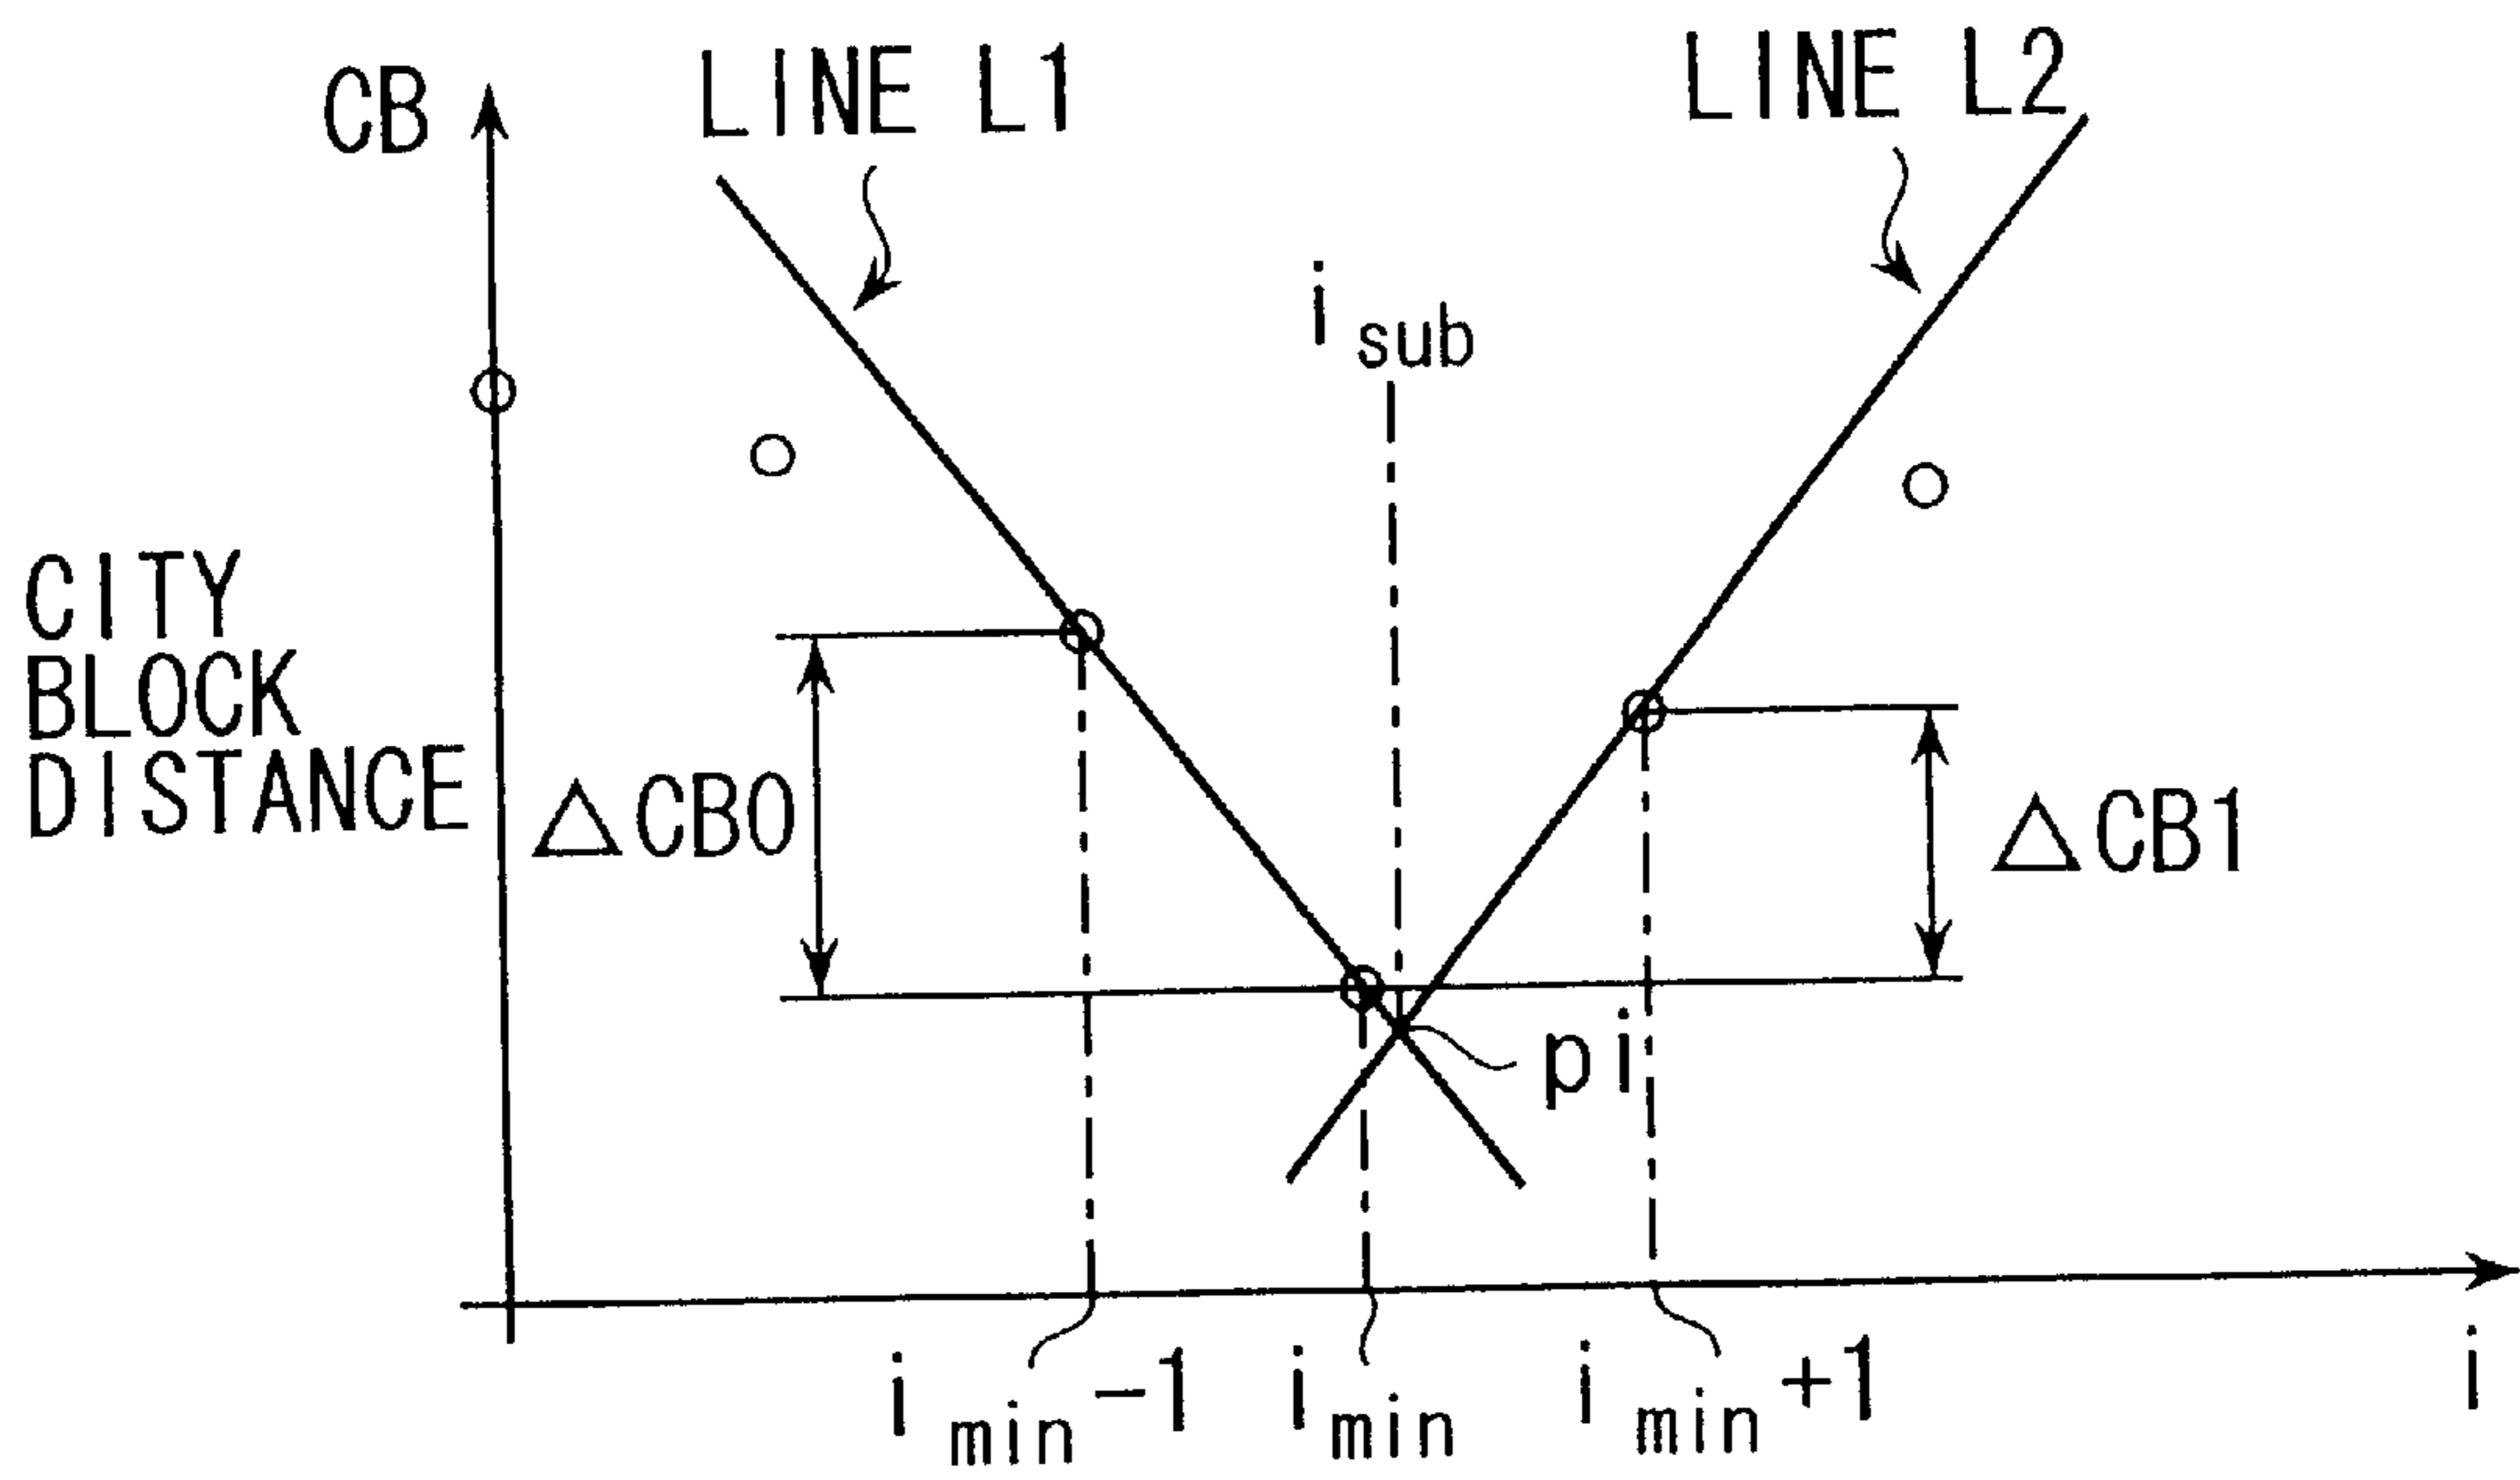 CB
LINE L1
LINE L2
i sub
CITY
BLOCK
DISTANCE
△CB0
△CB1
pi
i min -1
i min
i min +1
i